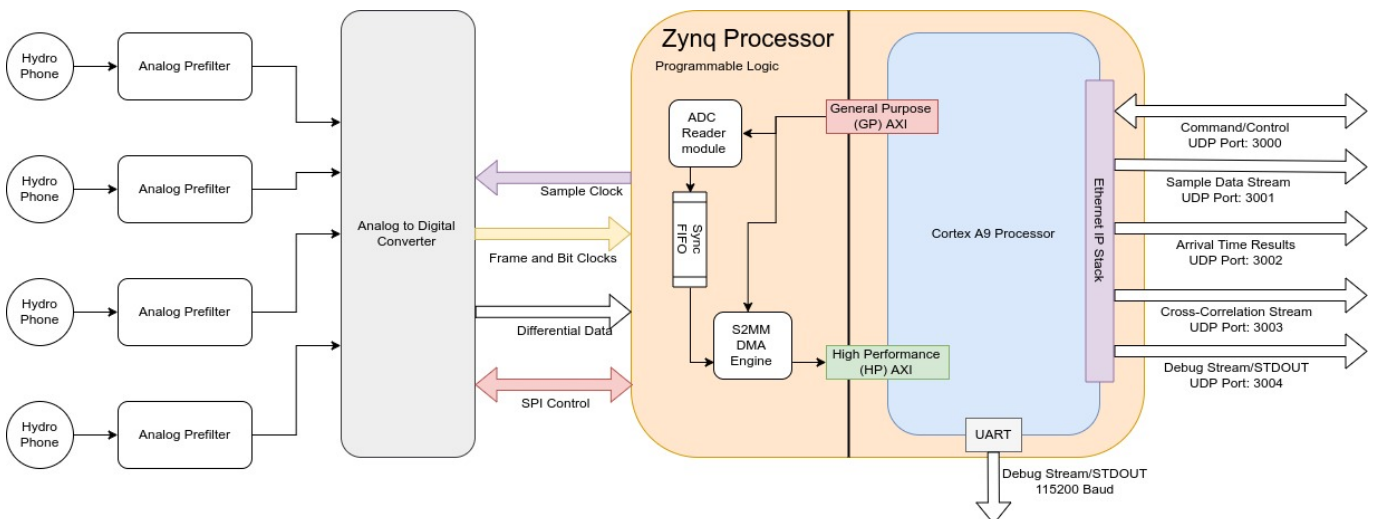 Hydro
Phone
Analog Prefilter
Hydro
Phone
Analog Prefilter
Hydro
Phone
Analog Prefilter
Hydro
Phone
Analog Prefilter
Analog to Digital
Converter
Sample Clock
Frame and Bit Clocks
Differential Data
SPI Control
Zynq Processor
Programmable Logic
ADC
Reader
module
Sync
FIFO
S2MM
DMA
Engine
General Purpose
(GP) AXI
High Performance
(HP) AXI
Cortex A9 Processor
Ethernet IP Stack
UART
Debug Stream/STDOUT
115200 Baud
Command/Control
UDP Port: 3000
Sample Data Stream
UDP Port: 3001
Arrival Time Results
UDP Port: 3002
Cross-Correlation Stream
UDP Port: 3003
Debug Stream/STDOUT
UDP Port: 3004